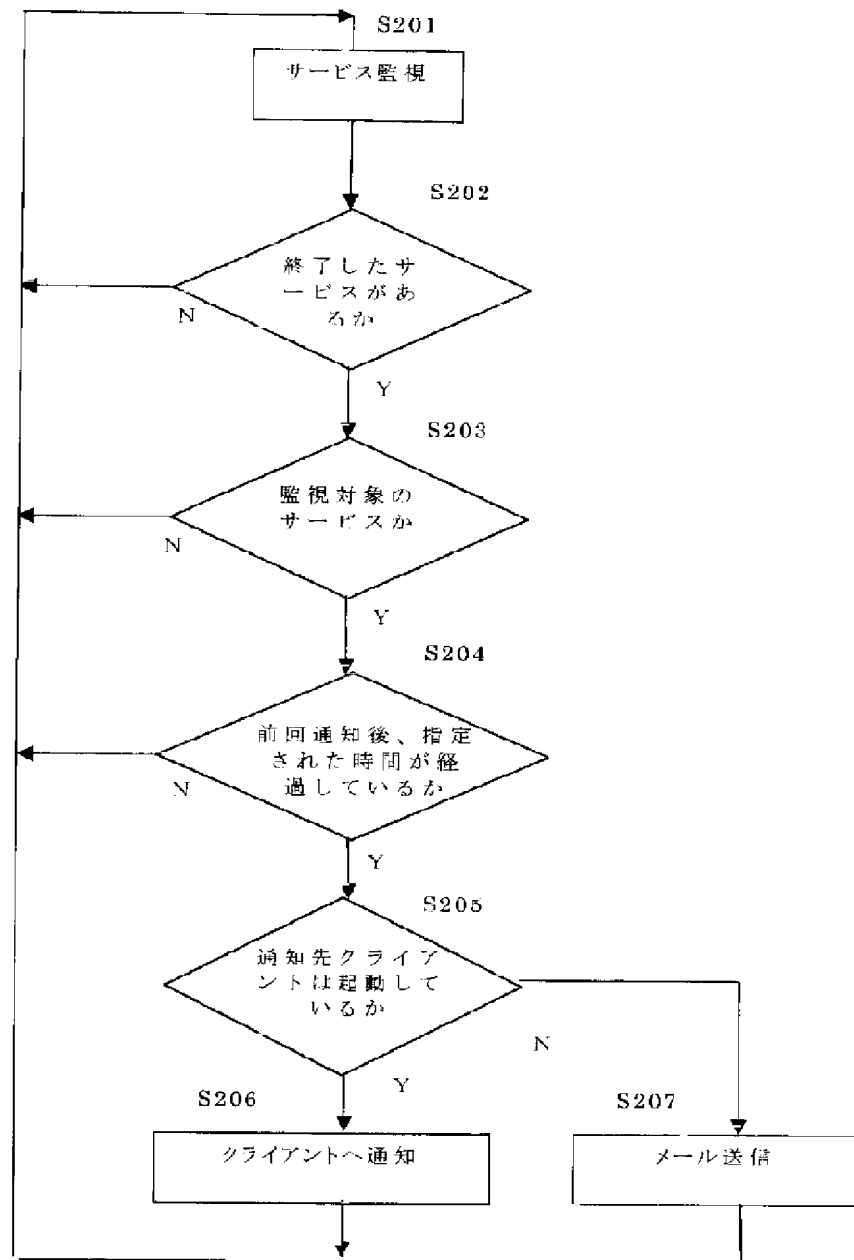 S201
サービス監視
S202
終了したサ
ービスがあ
るか
N
Y
S203
監視対象の
サービスか
N
Y
S204
前回通知後、指定
された時間が経
過しているか
N
Y
S205
通知先クライア
ントは起動して
いるか
N
Y
S206
S207
クライアントへ通知
メール送信